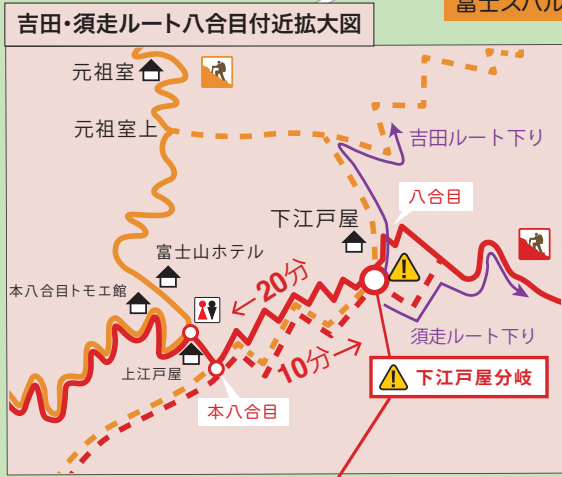 富士スバル
吉田・須走ルート八合目付近拡大図
元祖室
元祖室上
吉田ルート下り
八合目
下江戸屋
富士山ホテル
本八合目トモエ館
←20分
10分→
須走ルート下り
上江戸屋
下江戸屋分岐
本八合目